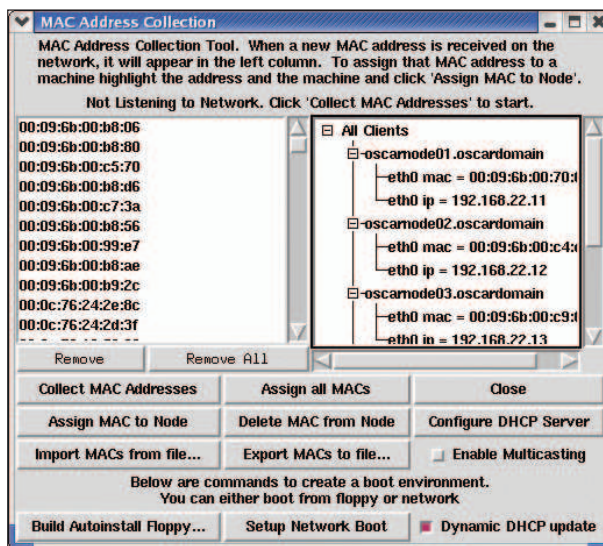 MAC Address Collection
MAC Address Collection Tool. When a new MAC address is received on the
network, it will appear in the left column. To assign that MAC address to a
machine highlight the address and the machine and click 'Assign MAC to Node'.
Not Listening to Network. Click 'Collect MAC Addresses' to start.
00:09:6b:00:b8:06
00:09:6b:00:b8:80
00:09:6b:00:c5:70
00:09:6b:00:b8:d6
00:09:6b:00:c7:3a
00:09:6b:00:b8:56
00:09:6b:00:99:e7
00:09:6b:00:b8:ae
00:09:6b:00:b9:2c
00:0c:76:24:2e:8c
00:0c:76:24:2d:3f
All Clients
oscarnode01.oscardomain
eth0 mac = 00:09:6b:00:70:
eth0 ip = 192.168.22.11
oscarnode02.oscardomain
eth0 mac = 00:09:6b:00:c4:
eth0 ip = 192.168.22.12
oscarnode03.oscardomain
eth0 mac = 00:09:6b:00:c9:
eth0 ip = 192.168.22.13
Remove Remove All
Collect MAC Addresses Assign all MACs Close
Assign MAC to Node Delete MAC from Node Configure DHCP Server
Import MACs from file... Export MACs to file... Enable Multicasting
Below are commands to create a boot environment.
You can either boot from floppy or network
Build Autoinstall Floppy... Setup Network Boot Dynamic DHCP update